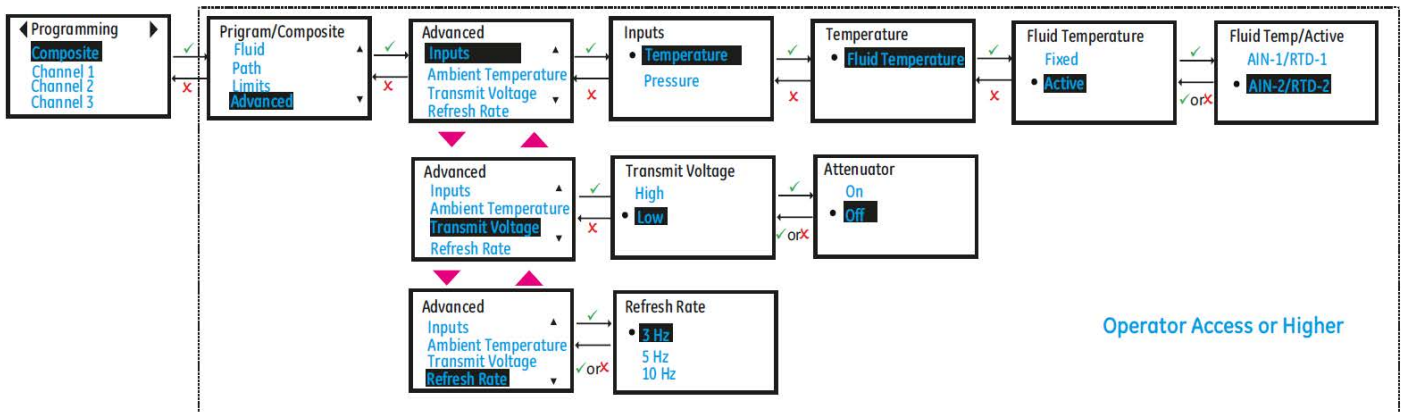 Programming
Composite
Channel 1
Channel 2
Channel 3
Prigram/Composite
Fluid
Path
Limits
Advanced
Advanced
Inputs
Ambient Temperature
Transmit Voltage
Refresh Rate
Inputs
Temperature
Pressure
Temperature
Fluid Temperature
Fluid Temperature
Fixed
Active
or
Fluid Temp/Active
AIN-1/RTD-1
AIN-2/RTD-2
Advanced
Inputs
Ambient Temperature
Transmit Voltage
Refresh Rate
Transmit Voltage
High
Low
or
Attenuator
On
Off
Advanced
Inputs
Ambient Temperature
Transmit Voltage
Refresh Rate
or
Refresh Rate
3 Hz
5 Hz
10 Hz
Operator Access or Higher